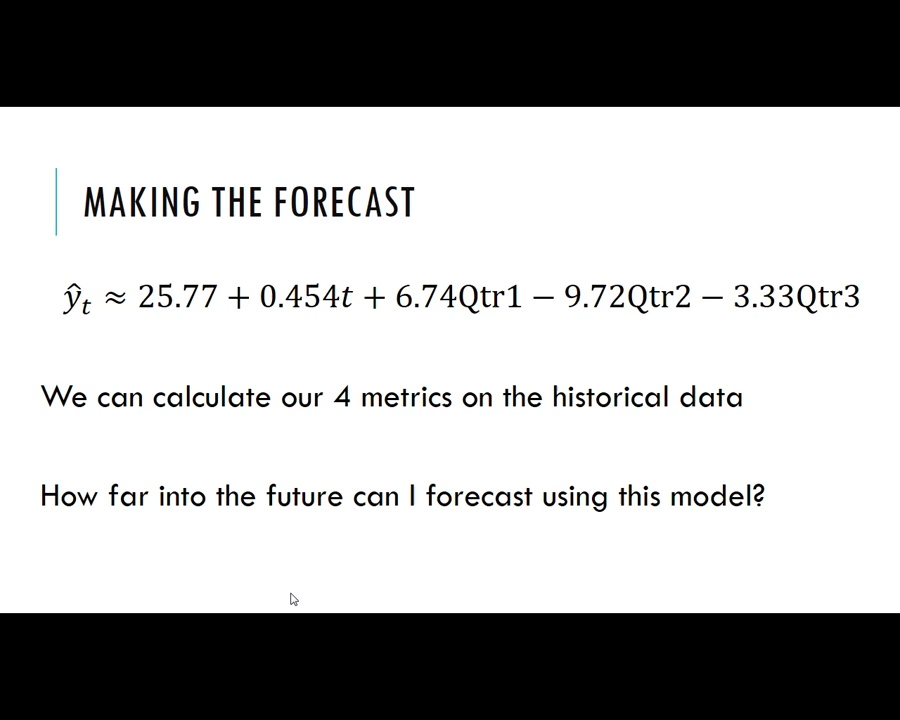 MAKING THE FORECAST
ŷₜ ≈ 25.77 + 0.454t + 6.74Qtr1 − 9.72Qtr2 − 3.33Qtr3
We can calculate our 4 metrics on the historical data
How far into the future can I forecast using this model?